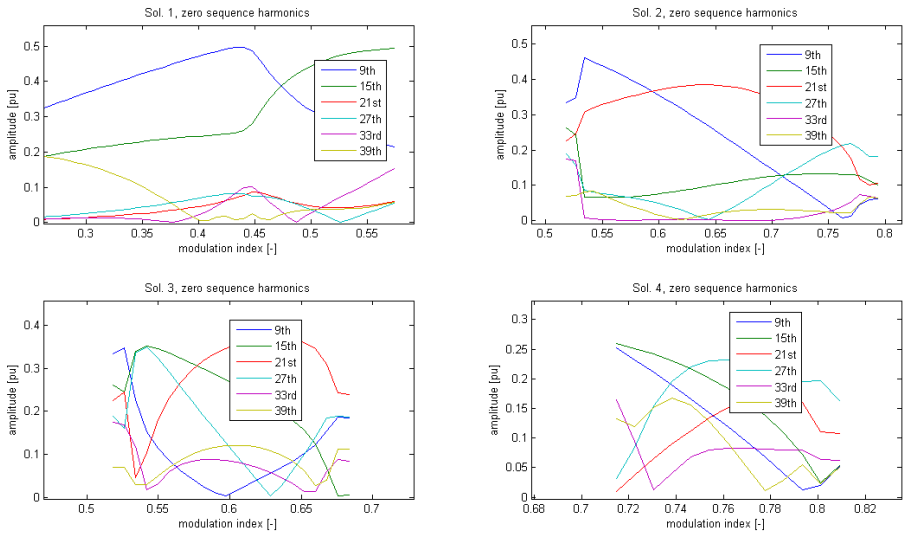 Sol. 1, zero sequence harmonics
amplitude [pu]
0.5
0.4
0.3
0.2
0.1
0
9th
15th
21st
27th
33rd
39th
0.3 0.35 0.4 0.45 0.5 0.55
modulation index [-]
Sol. 2, zero sequence harmonics
amplitude [pu]
0.5
0.4
0.3
0.2
0.1
0
9th
15th
21st
27th
33rd
39th
0.5 0.55 0.6 0.65 0.7 0.75 0.8
modulation index [-]
Sol. 3, zero sequence harmonics
amplitude [pu]
0.4
0.3
0.2
0.1
0
9th
15th
21st
27th
33rd
39th
0.5 0.55 0.6 0.65 0.7
modulation index [-]
Sol. 4, zero sequence harmonics
amplitude [pu]
0.3
0.25
0.2
0.15
0.1
0.05
0
9th
15th
21st
27th
33rd
39th
0.68 0.7 0.72 0.74 0.76 0.78 0.8 0.82
modulation index [-]